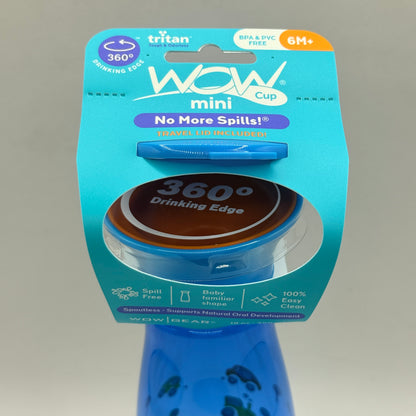 tritan™
BPA & PVC
FREE
6M+
360°
DRINKING EDGE
WOW®
mini
Cup
No More Spills!®
TRAVEL LID INCLUDED!
360°
Drinking Edge
Spill
Free
Baby
familiar
shape
100%
Easy
Clean
Spoutless - Supports Natural Oral Development
WOW GEAR